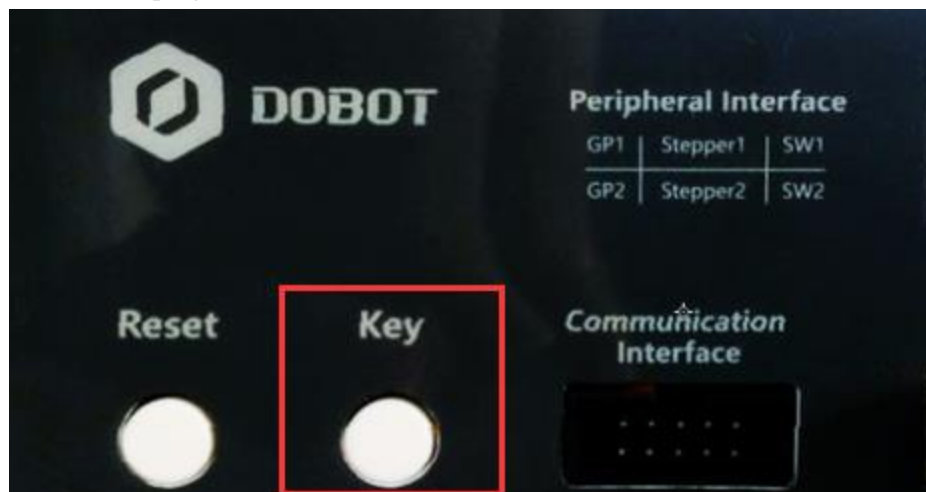 DOBOT
Peripheral Interface
GP1 Stepper1 SW1
GP2 Stepper2 SW2
Reset
Key
Communication
Interface